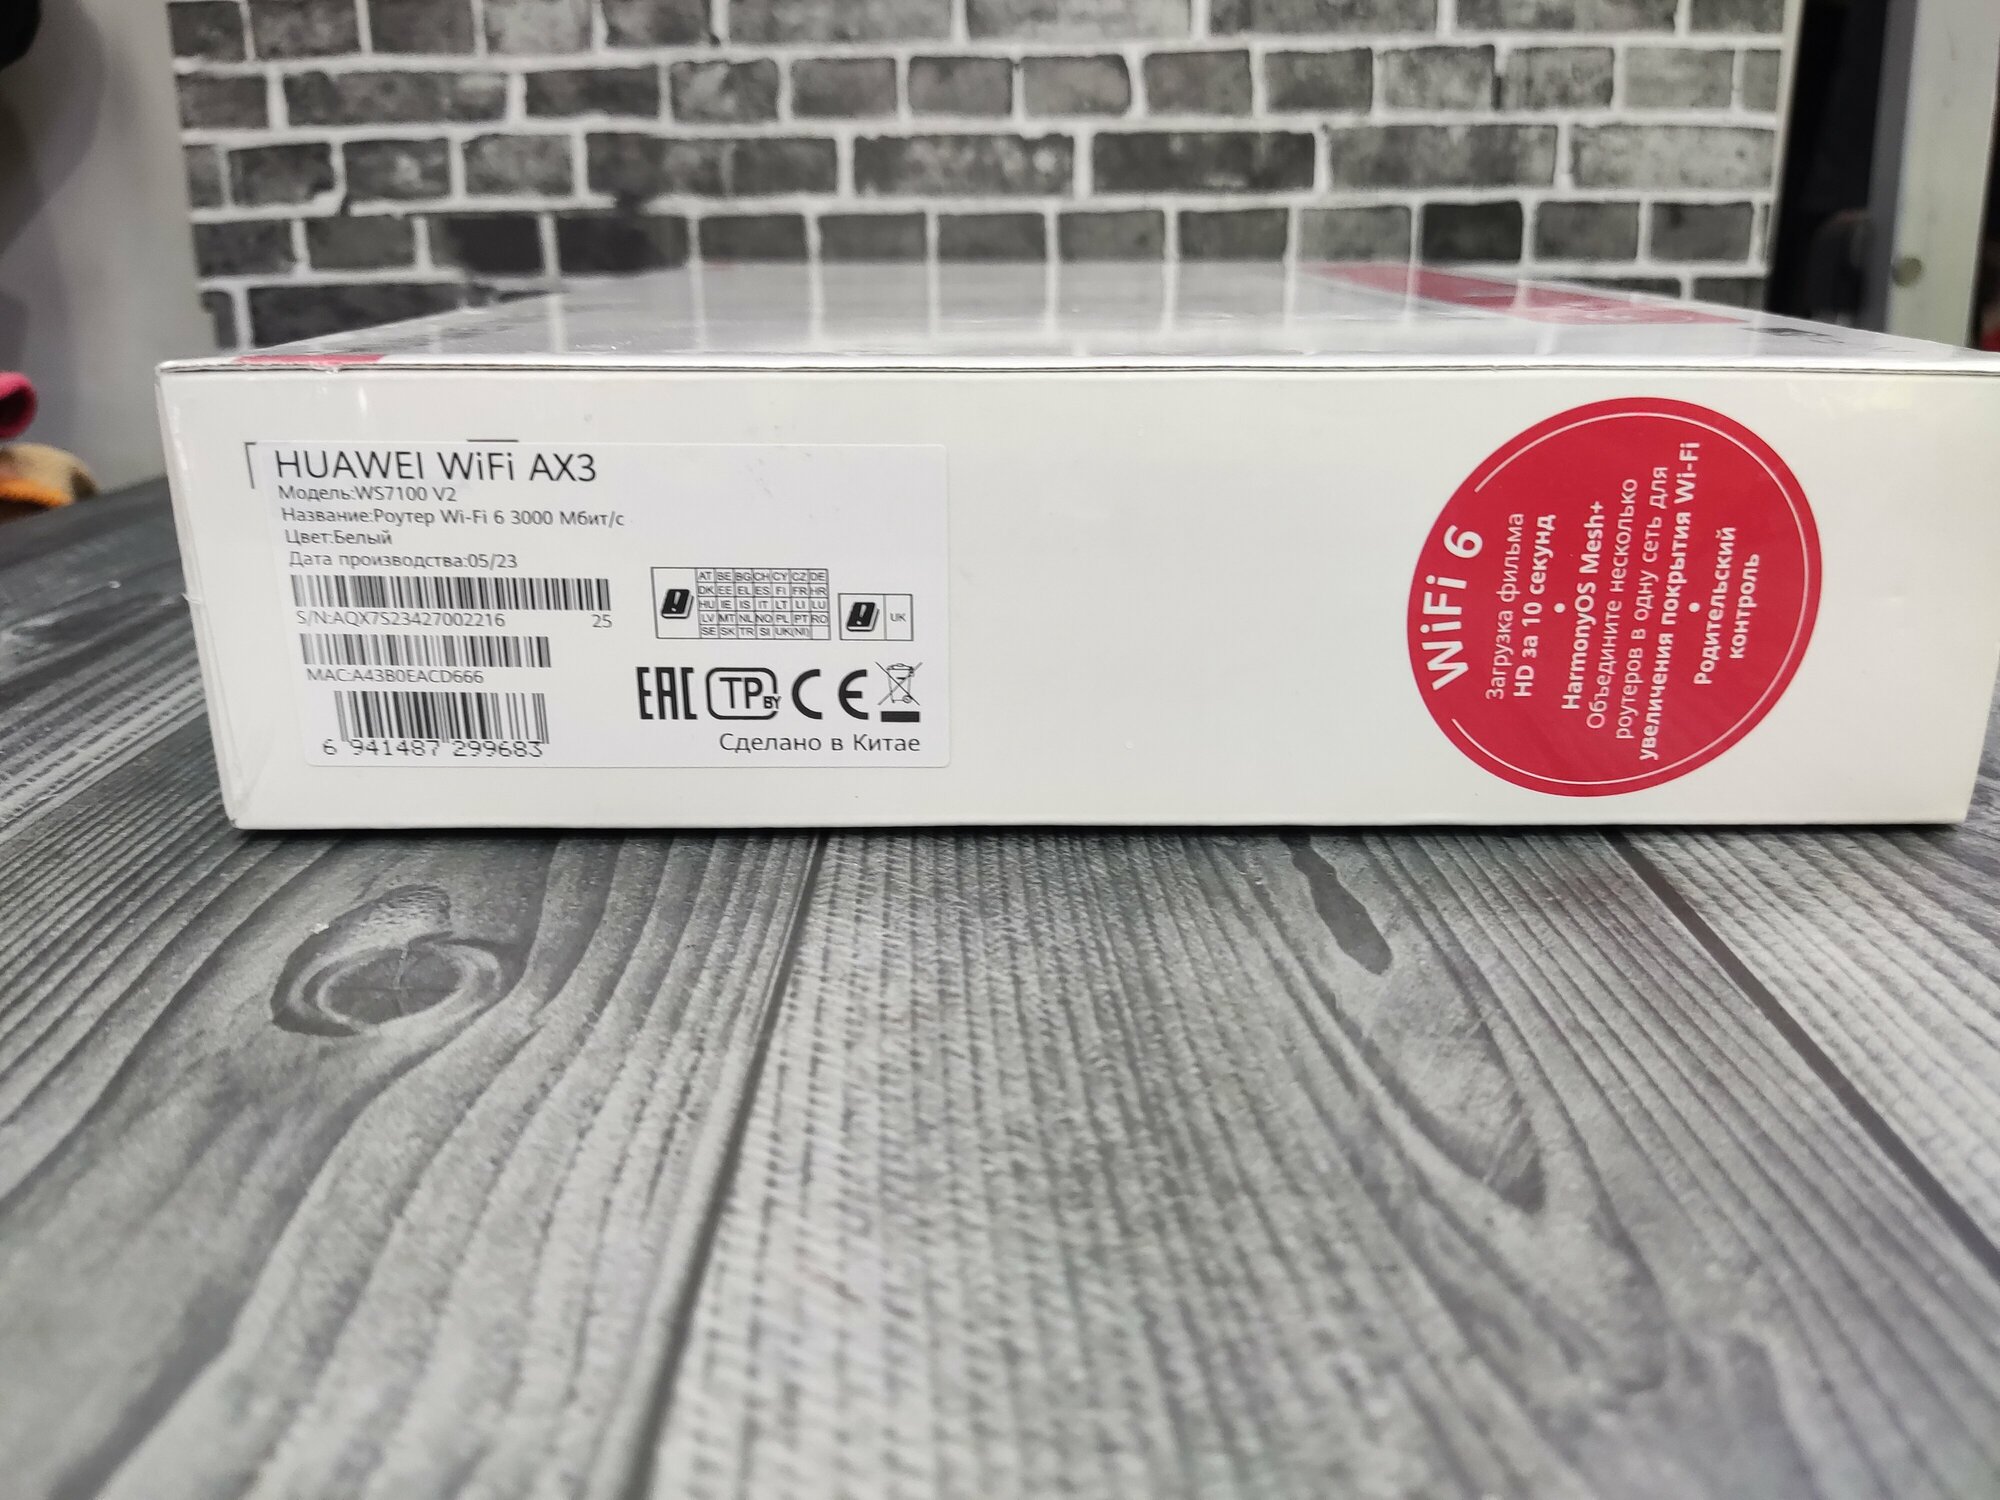 HUAWEI WiFi AX3
Модель:WS7100 V2
Название:Роутер Wi-Fi 6 3000 Мбит/с
Цвет:Белый
Дата производства:05/23
S/N:AQX7S23427002216 25
MAC:A43B0EACD666
6 941487 299683
AT BE BG CH CY CZ DE
DK EE EL ES FI FR HR
HU IE IS IT LT LI LU
LV MT NL NO PL PT RO
SE SK TR SI UK(NI)
UK
EAC TP BY CE
Сделано в Китае
WiFi 6
Загрузка фильма
HD за 10 секунд
•
HarmonyOS Mesh+
Объедините несколько
роутеров в одну сеть для
увеличения покрытия Wi-Fi
•
Родительский
контроль